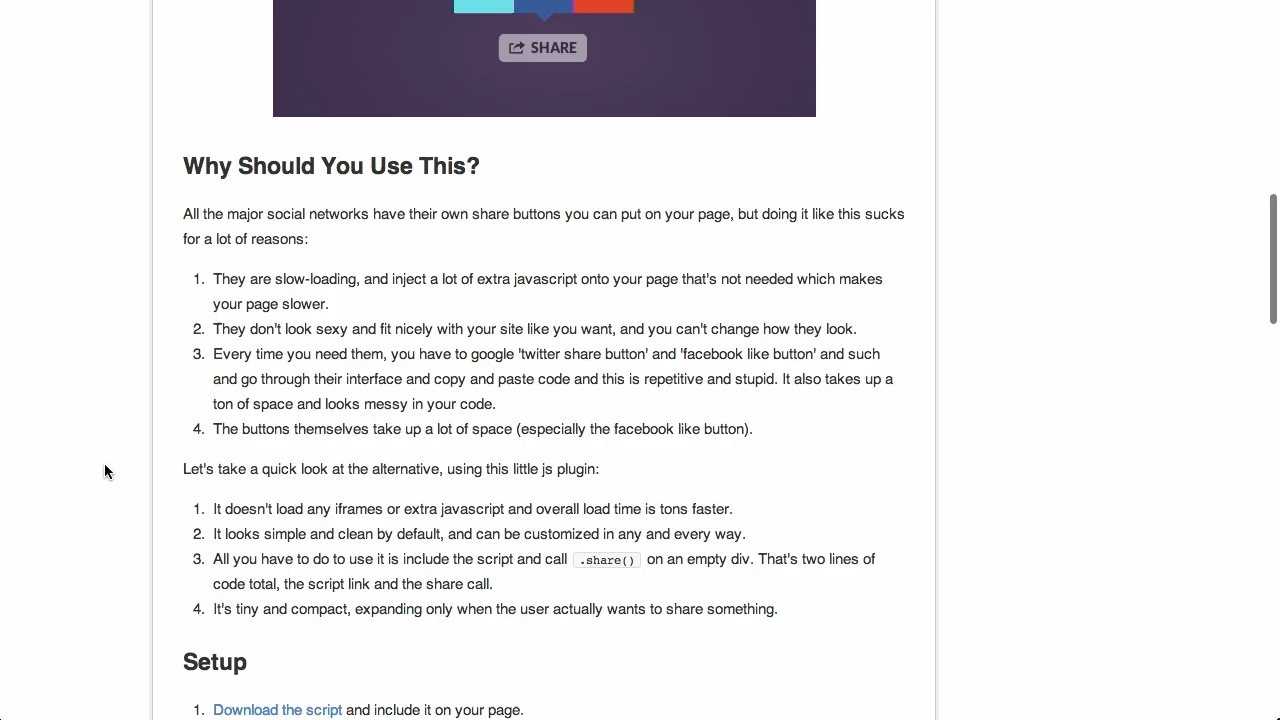 SHARE
Why Should You Use This?
All the major social networks have their own share buttons you can put on your page, but doing it like this sucks
for a lot of reasons:
1. They are slow-loading, and inject a lot of extra javascript onto your page that's not needed which makes
your page slower.
2. They don't look sexy and fit nicely with your site like you want, and you can't change how they look.
3. Every time you need them, you have to google 'twitter share button' and 'facebook like button' and such
and go through their interface and copy and paste code and this is repetitive and stupid. It also takes up a
ton of space and looks messy in your code.
4. The buttons themselves take up a lot of space (especially the facebook like button).
Let's take a quick look at the alternative, using this little js plugin:
1. It doesn't load any iframes or extra javascript and overall load time is tons faster.
2. It looks simple and clean by default, and can be customized in any and every way.
3. All you have to do to use it is include the script and call .share() on an empty div. That's two lines of
code total, the script link and the share call.
4. It's tiny and compact, expanding only when the user actually wants to share something.
Setup
1. Download the script and include it on your page.